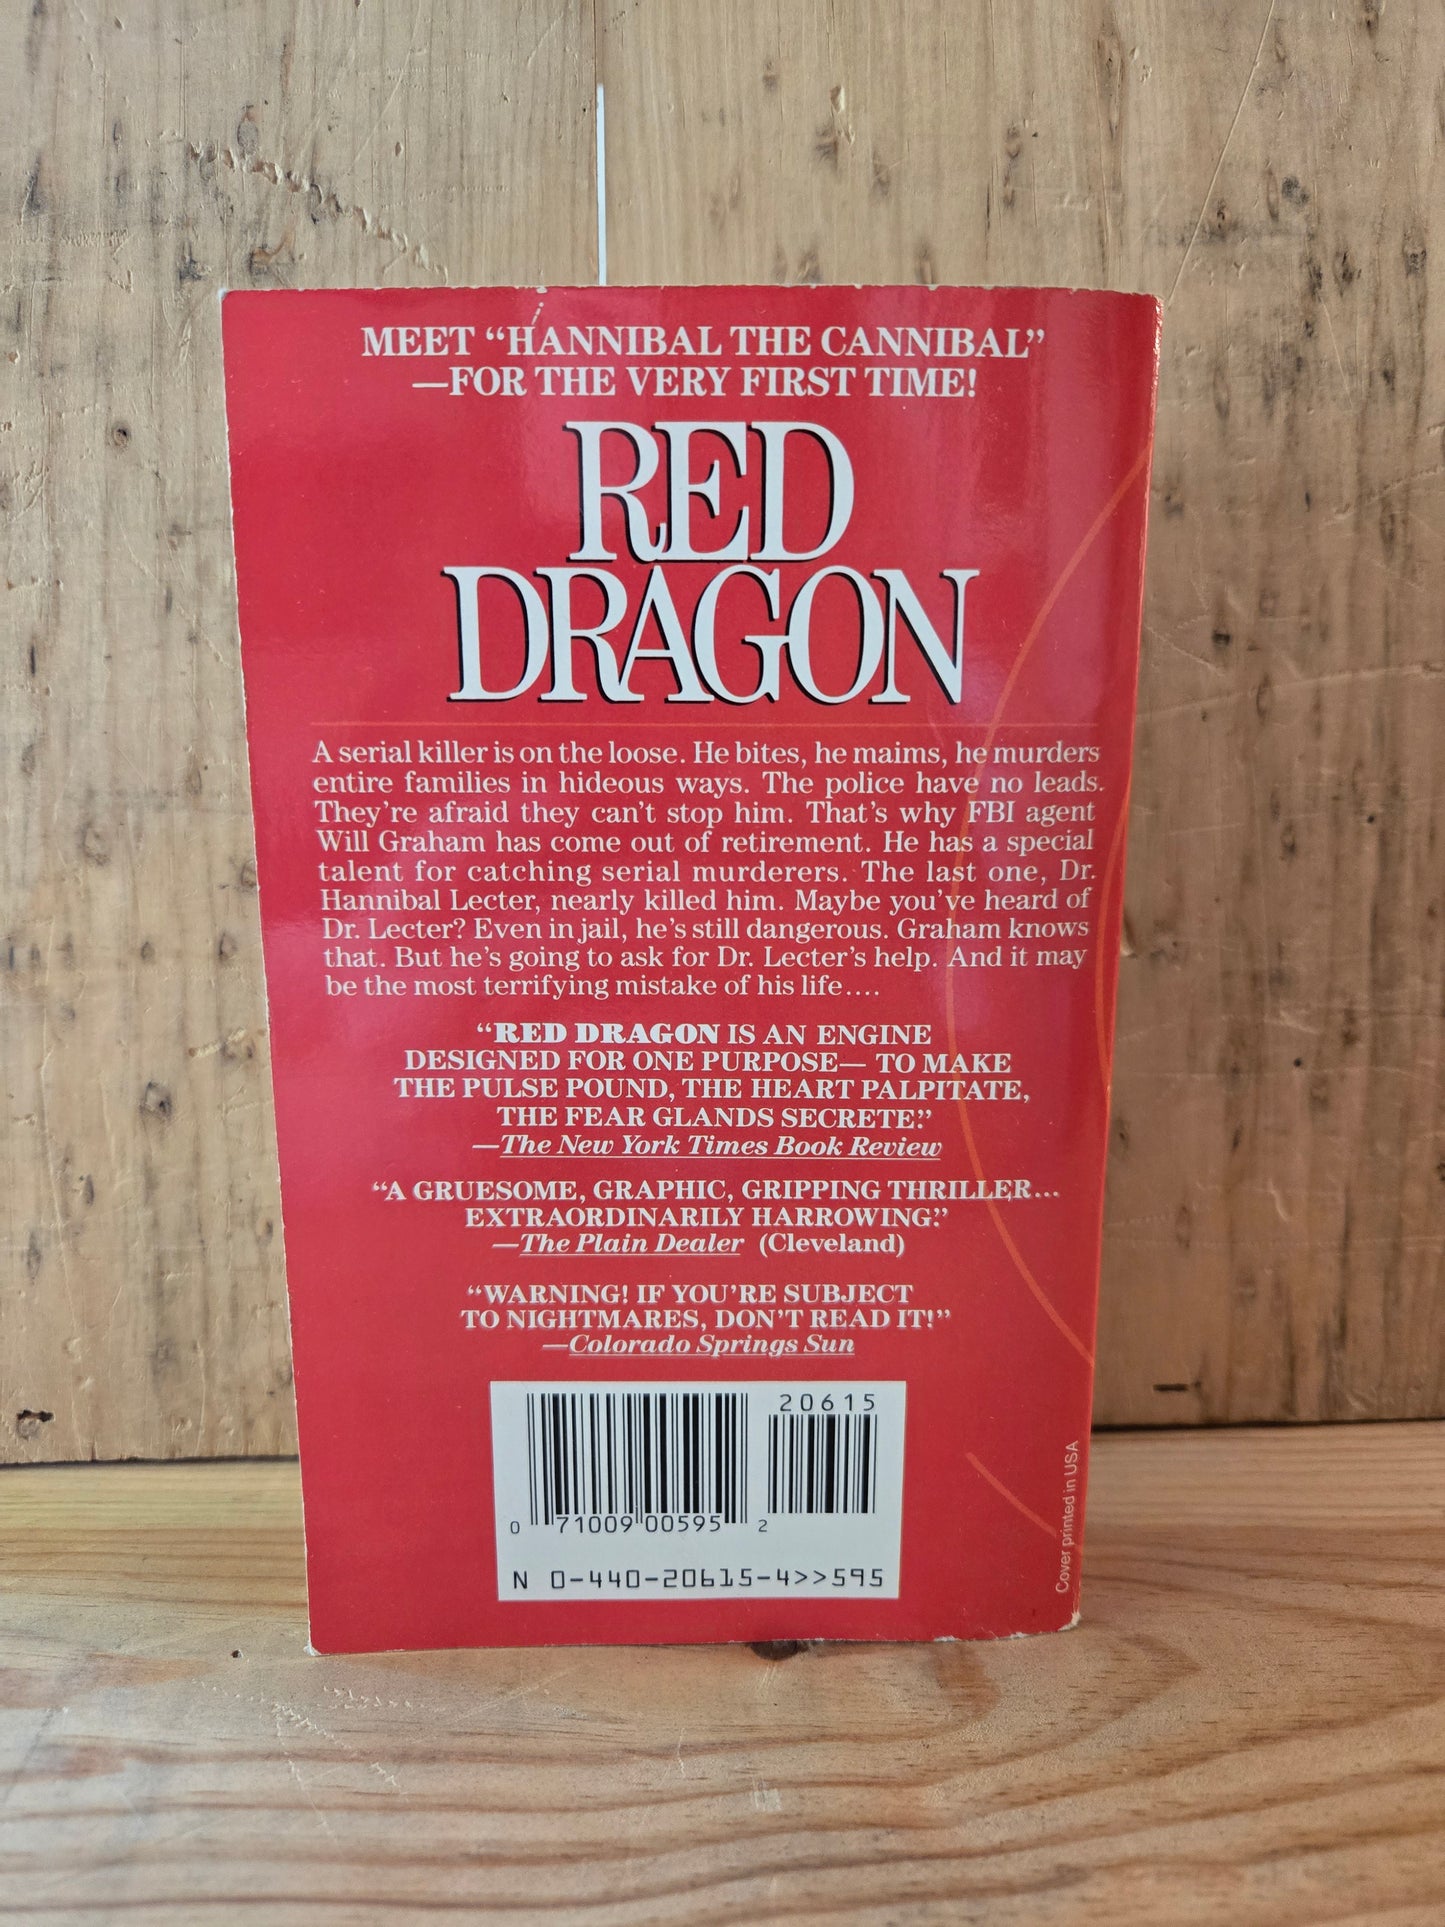 MEET “HANNIBAL THE CANNIBAL”
—FOR THE VERY FIRST TIME!
RED
DRAGON
A serial killer is on the loose. He bites, he maims, he murders
entire families in hideous ways. The police have no leads.
They’re afraid they can’t stop him. That’s why FBI agent
Will Graham has come out of retirement. He has a special
talent for catching serial murderers. The last one, Dr.
Hannibal Lecter, nearly killed him. Maybe you’ve heard of
Dr. Lecter? Even in jail, he’s still dangerous. Graham knows
that. But he’s going to ask for Dr. Lecter’s help. And it may
be the most terrifying mistake of his life....
“RED DRAGON IS AN ENGINE
DESIGNED FOR ONE PURPOSE— TO MAKE
THE PULSE POUND, THE HEART PALPITATE,
THE FEAR GLANDS SECRETE.”
—The New York Times Book Review
“A GRUESOME, GRAPHIC, GRIPPING THRILLER...
EXTRAORDINARILY HARROWING.”
—The Plain Dealer (Cleveland)
“WARNING! IF YOU’RE SUBJECT
TO NIGHTMARES, DON’T READ IT!”
—Colorado Springs Sun
20615
0 71009 00595 2
N 0-440-20615-4>>595
Cover printed in USA